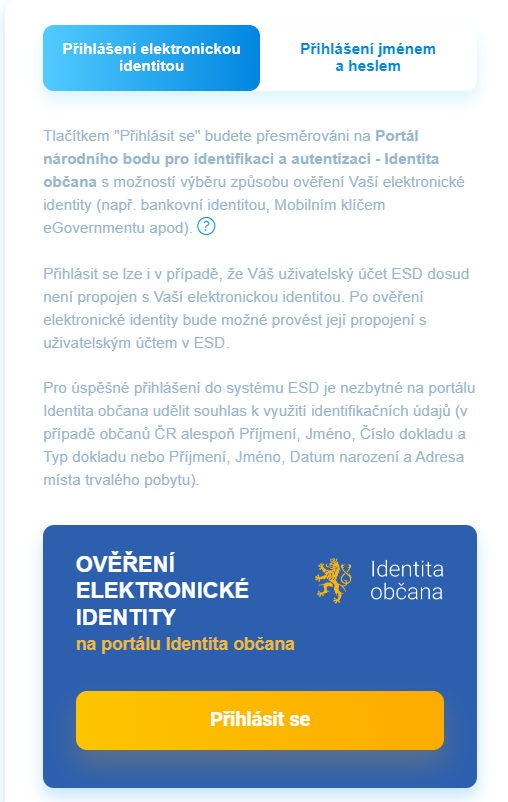 Přihlášení elektronickou
identitou
Přihlášení jménem
a heslem
Tlačítkem "Přihlásit se" budete přesměrováni na Portál
národního bodu pro identifikaci a autentizaci - Identita
občana s možností výběru způsobu ověření Vaší elektronické
identity (např. bankovní identitou, Mobilním klíčem
eGovernmentu apod). ?
Přihlásit se lze i v případě, že Váš uživatelský účet ESD dosud
není propojen s Vaší elektronickou identitou. Po ověření
elektronické identity bude možné provést její propojení s
uživatelským účtem v ESD.
Pro úspěšné přihlášení do systému ESD je nezbytné na portálu
Identita občana udělit souhlas k využití identifikačních údajů (v
případě občanů ČR alespoň Příjmení, Jméno, Číslo dokladu a
Typ dokladu nebo Příjmení, Jméno, Datum narození a Adresa
místa trvalého pobytu).
OVĚŘENÍ
ELEKTRONICKÉ
IDENTITY
na portálu Identita občana
Identita
občana
Přihlásit se